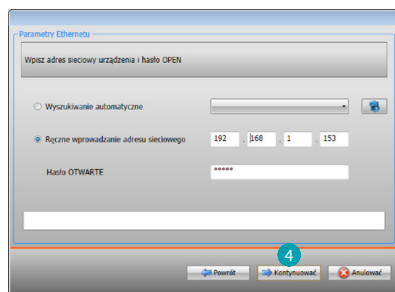 Parametry Ethernetu
Wpisz adres sieciowy urządzenia i hasło OPEN
Wyszukiwanie automatyczne
Ręczne wprowadzanie adresu sieciowego 192 . 168 . 1 . 153
Hasło OTWARTE *****
4
Powrót Kontynuować Anulować